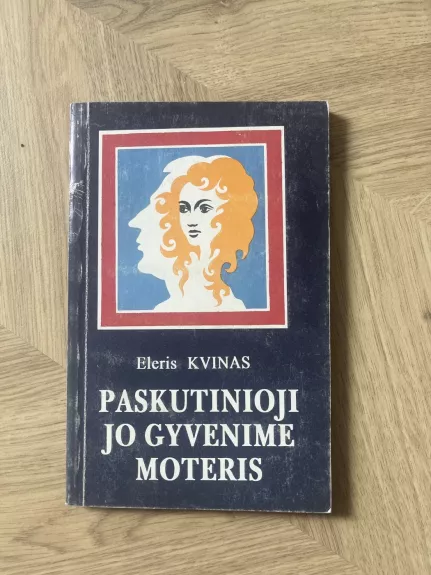 Eleris KVINAS
PASKUTINIOJI
JO GYVENIME
MOTERIS